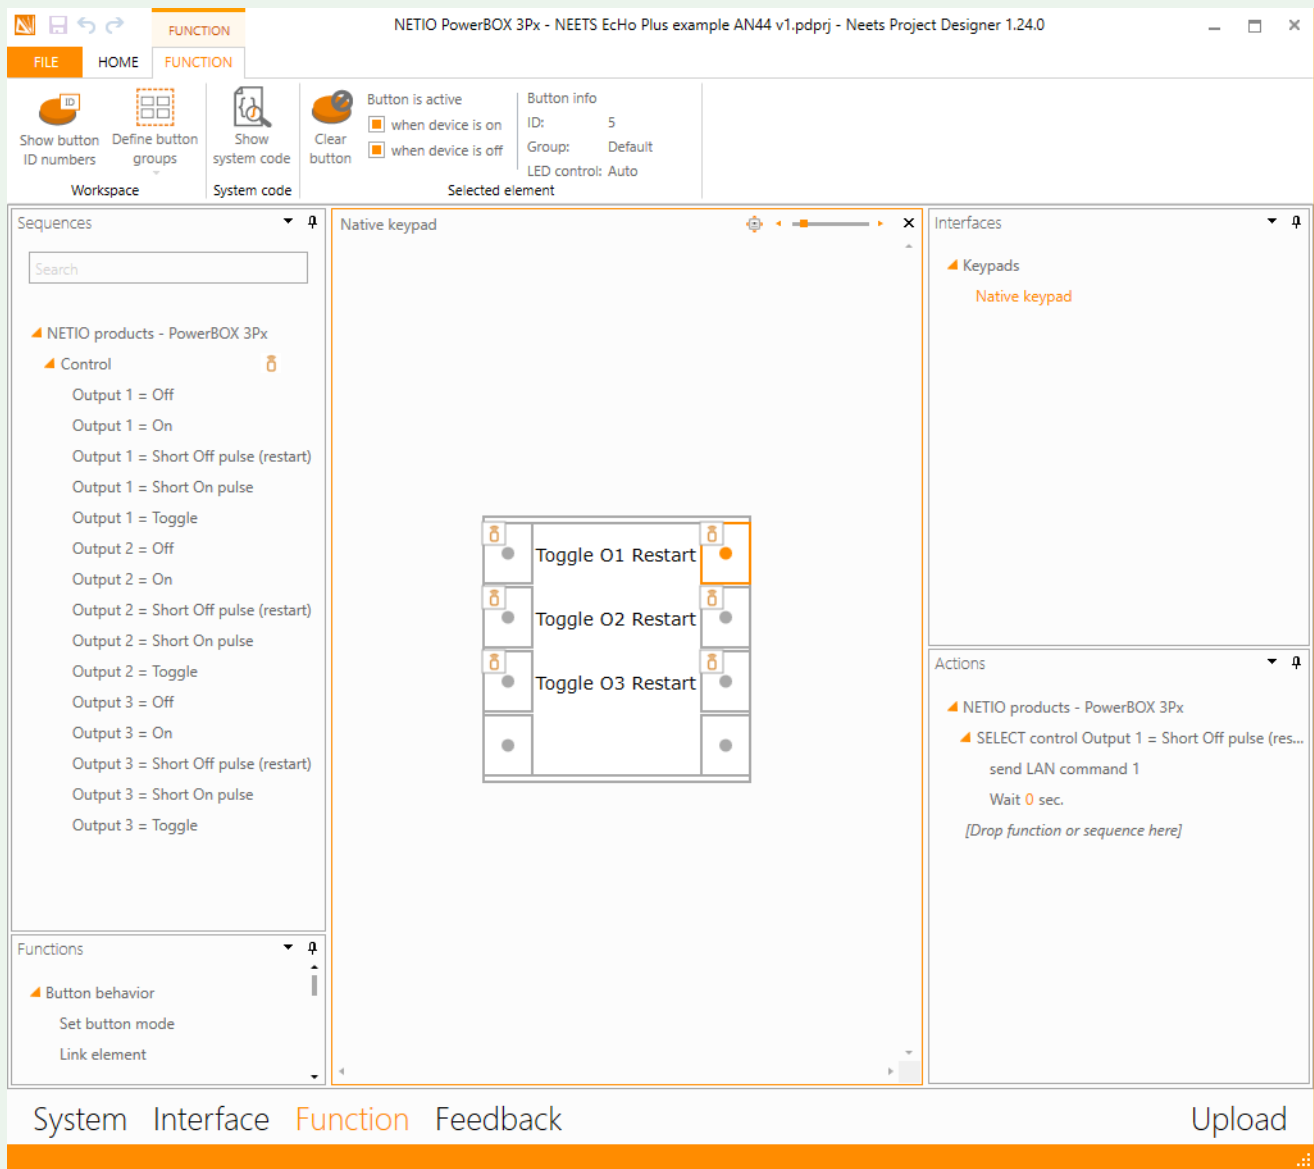 NETIO PowerBOX 3Px - NEETS EcHo Plus example AN44 v1.pdprj - Neets Project Designer 1.24.0
FUNCTION
FILE HOME FUNCTION
Show button ID numbers
Define button groups
Workspace
Show system code
System code
Clear button
Button is active
when device is on
when device is off
Button info
ID: 5
Group: Default
LED control: Auto
Selected element
Sequences
Search
NETIO products - PowerBOX 3Px
Control
Output 1 = Off
Output 1 = On
Output 1 = Short Off pulse (restart)
Output 1 = Short On pulse
Output 1 = Toggle
Output 2 = Off
Output 2 = On
Output 2 = Short Off pulse (restart)
Output 2 = Short On pulse
Output 2 = Toggle
Output 3 = Off
Output 3 = On
Output 3 = Short Off pulse (restart)
Output 3 = Short On pulse
Output 3 = Toggle
Functions
Button behavior
Set button mode
Link element
Native keypad
Toggle O1 Restart
Toggle O2 Restart
Toggle O3 Restart
Interfaces
Keypads
Native keypad
Actions
NETIO products - PowerBOX 3Px
SELECT control Output 1 = Short Off pulse (res...
send LAN command 1
Wait 0 sec.
[Drop function or sequence here]
System Interface Function Feedback Upload